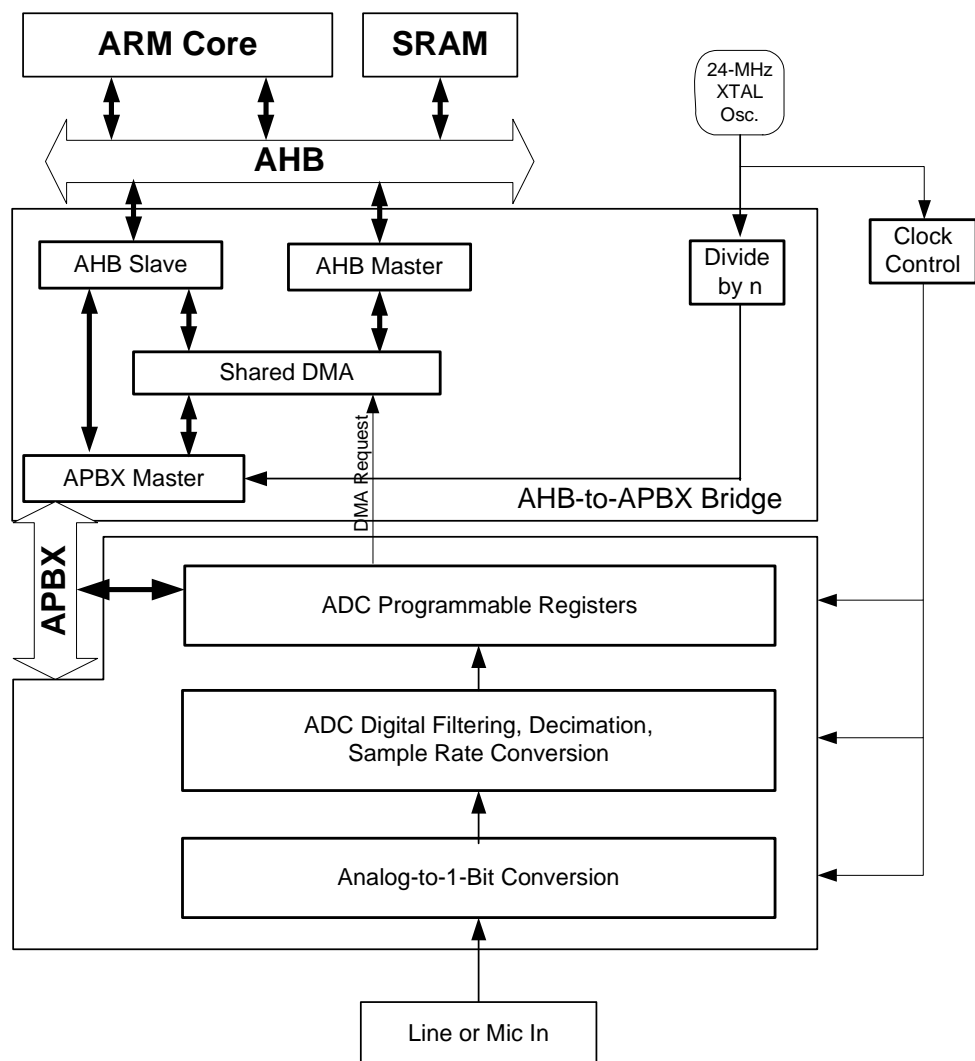 ARM Core
SRAM
24-MHz
XTAL
Osc.
AHB
AHB Slave
AHB Master
Divide
by n
Clock
Control
Shared DMA
DMA Request
APBX Master
AHB-to-APBX Bridge
APBX
ADC Programmable Registers
ADC Digital Filtering, Decimation,
Sample Rate Conversion
Analog-to-1-Bit Conversion
Line or Mic In